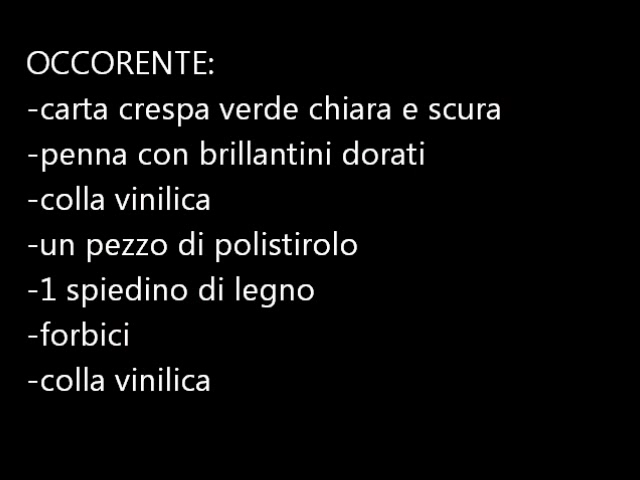 OCCORENTE:
-carta crespa verde chiara e scura
-penna con brillantini dorati
-colla vinilica
-un pezzo di polistirolo
-1 spiedino di legno
-forbici
-colla vinilica